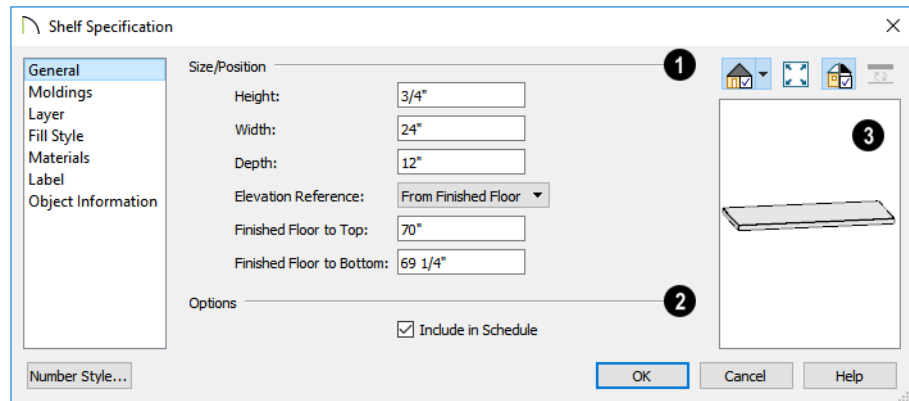 Shelf Specification
General
Moldings
Layer
Fill Style
Materials
Label
Object Information
Size/Position
1
Height: 3/4"
Width: 24"
Depth: 12"
Elevation Reference: From Finished Floor
Finished Floor to Top: 70"
Finished Floor to Bottom: 69 1/4"
Options
2
Include in Schedule
3
Number Style...
OK
Cancel
Help